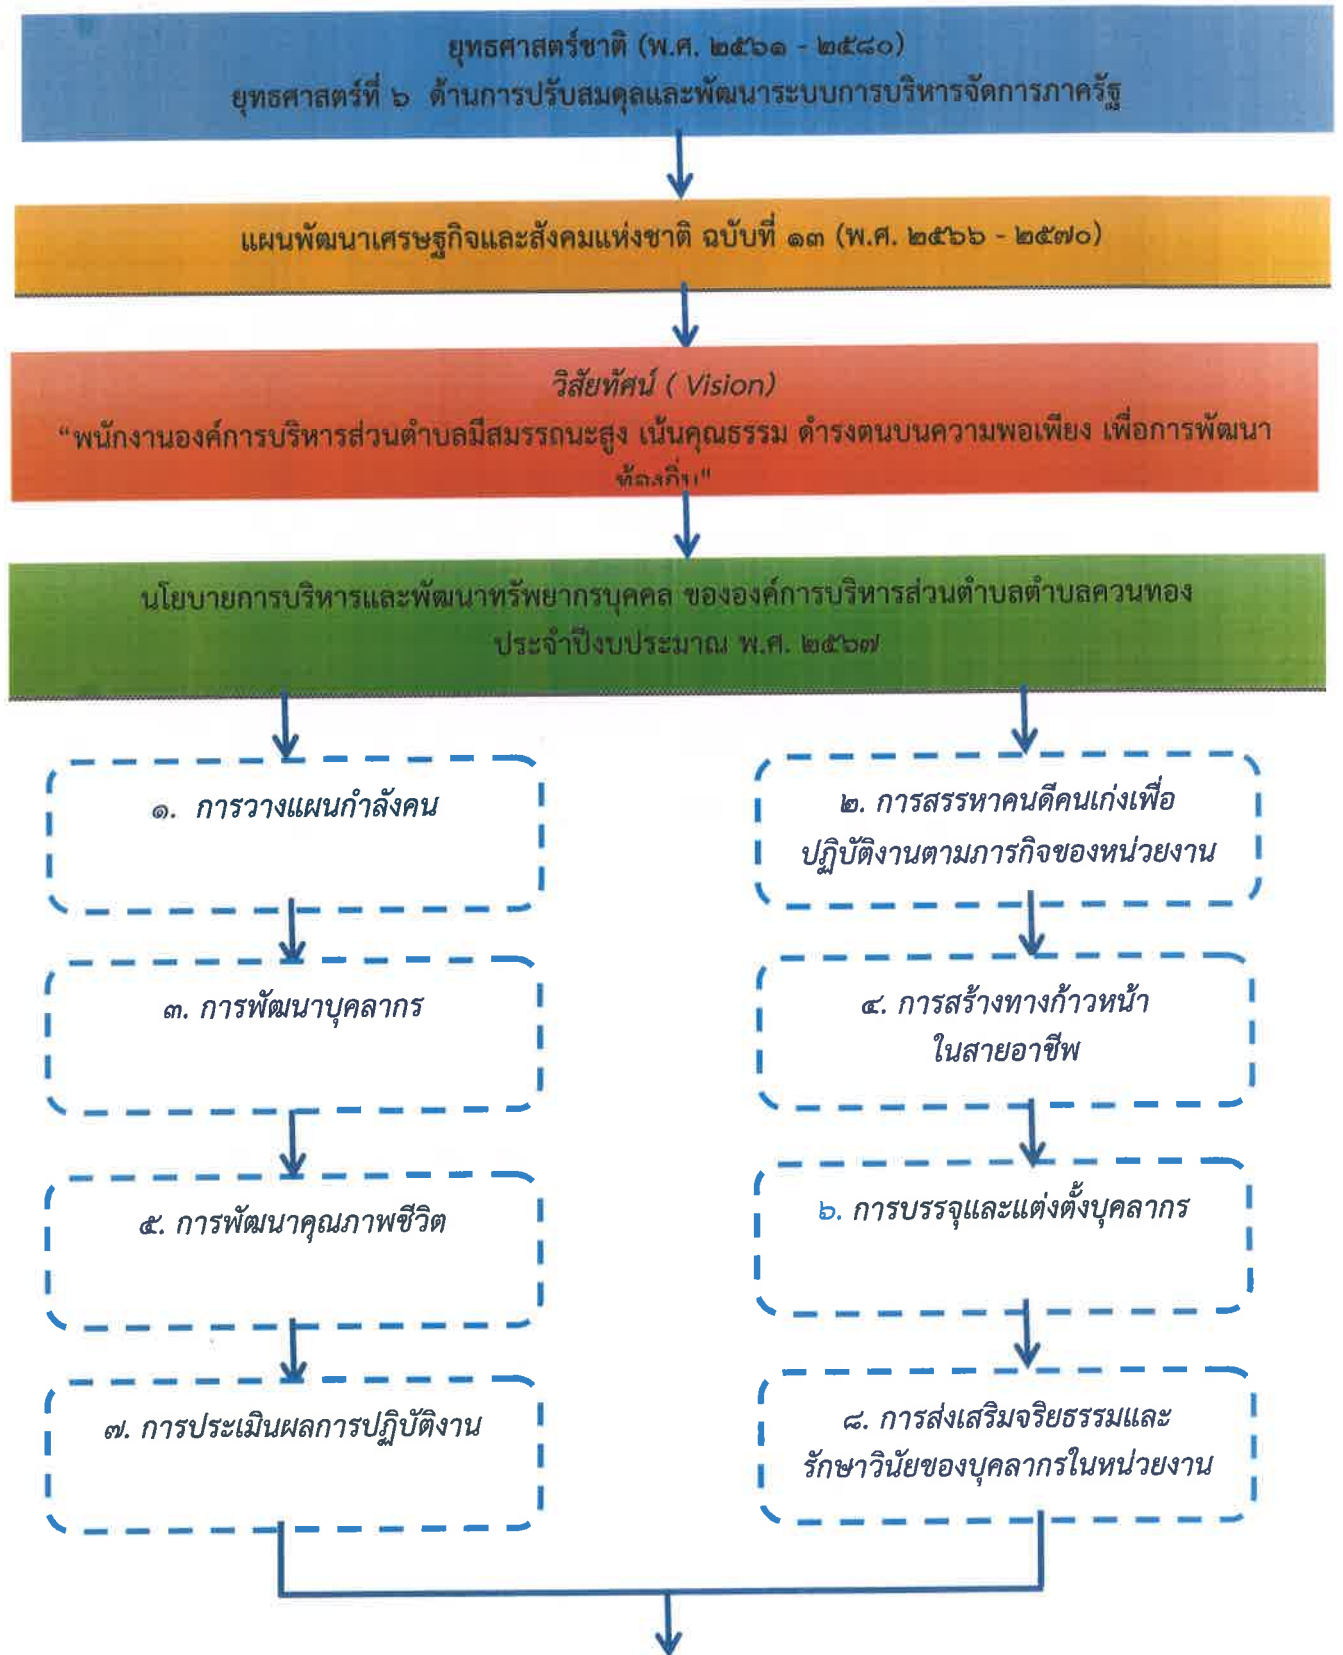 ยุทธศาสตร์ชาติ (พ.ศ. ๒๕๖๑ - ๒๕๘๐)
ยุทธศาสตร์ที่ ๖ ด้านการปรับสมดุลและพัฒนาระบบการบริหารจัดการภาครัฐ
แผนพัฒนาเศรษฐกิจและสังคมแห่งชาติ ฉบับที่ ๑๓ (พ.ศ. ๒๕๖๖ - ๒๕๗๐)
วิสัยทัศน์ ( Vision)
“พนักงานองค์การบริหารส่วนตำบลมีสมรรถนะสูง เน้นคุณธรรม ดำรงตนบนความพอเพียง เพื่อการพัฒนา
ท้องถิ่น"
นโยบายการบริหารและพัฒนาทรัพยากรบุคคล ขององค์การบริหารส่วนตำบลตำบลควนทอง
ประจำปีงบประมาณ พ.ศ. ๒๕๖๗
๑. การวางแผนกำลังคน
๒. การสรรหาคนดีคนเก่งเพื่อ
ปฏิบัติงานตามภารกิจของหน่วยงาน
๓. การพัฒนาบุคลากร
๔. การสร้างทางก้าวหน้า
ในสายอาชีพ
๕. การพัฒนาคุณภาพชีวิต
๖. การบรรจุและแต่งตั้งบุคลากร
๗. การประเมินผลการปฏิบัติงาน
๘. การส่งเสริมจริยธรรมและ
รักษาวินัยของบุคลากรในหน่วยงาน